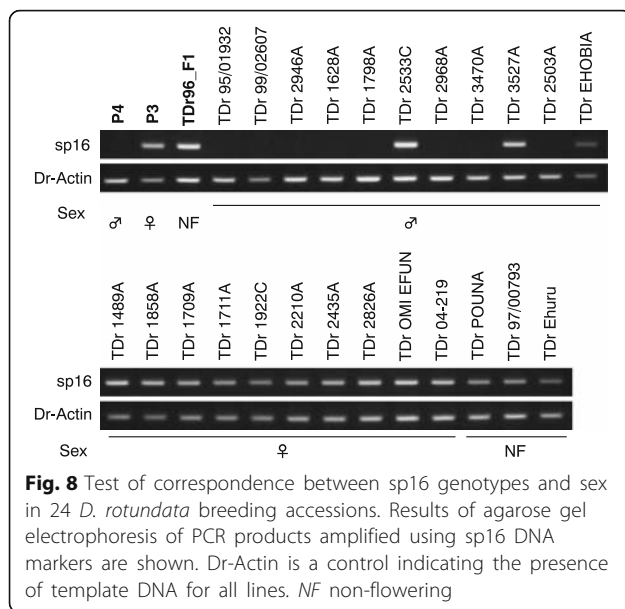 P4
P3
TDr96_F1
TDr 95/01932
TDr 99/02607
TDr 2946A
TDr 1628A
TDr 1798A
TDr 2533C
TDr 2968A
TDr 3470A
TDr 3527A
TDr 2503A
TDr EHOBIA
sp16
Dr-Actin
Sex
♂ ♀ NF ♂
TDr 1489A
TDr 1858A
TDr 1709A
TDr 1711A
TDr 1922C
TDr 2210A
TDr 2435A
TDr 2826A
TDr OMI EFUN
TDr 04-219
TDr POUNA
TDr 97/00793
TDr Ehuru
sp16
Dr-Actin
Sex ♀ NF
Fig. 8 Test of correspondence between sp16 genotypes and sex
in 24 D. rotundata breeding accessions. Results of agarose gel
electrophoresis of PCR products amplified using sp16 DNA
markers are shown. Dr-Actin is a control indicating the presence
of template DNA for all lines. NF non-flowering